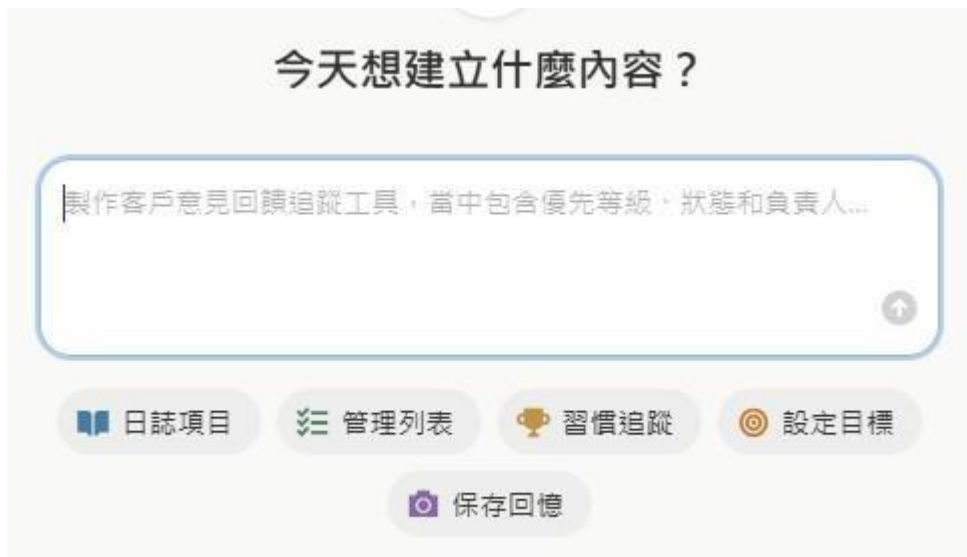 今天想建立什麼內容？
製作客戶意見回饋追蹤工具，當中包含優先等級、狀態和負責人...
日誌項目
管理列表
習慣追蹤
設定目標
保存回憶